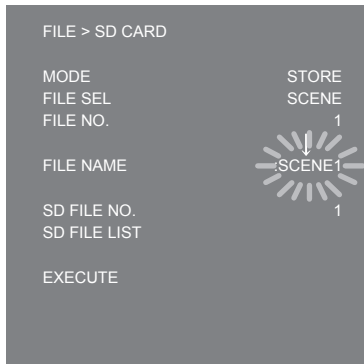 FILE > SD CARD
MODE STORE
FILE SEL SCENE
FILE NO. 1
↓
FILE NAME :SCENE1
SD FILE NO. 1
SD FILE LIST
EXECUTE